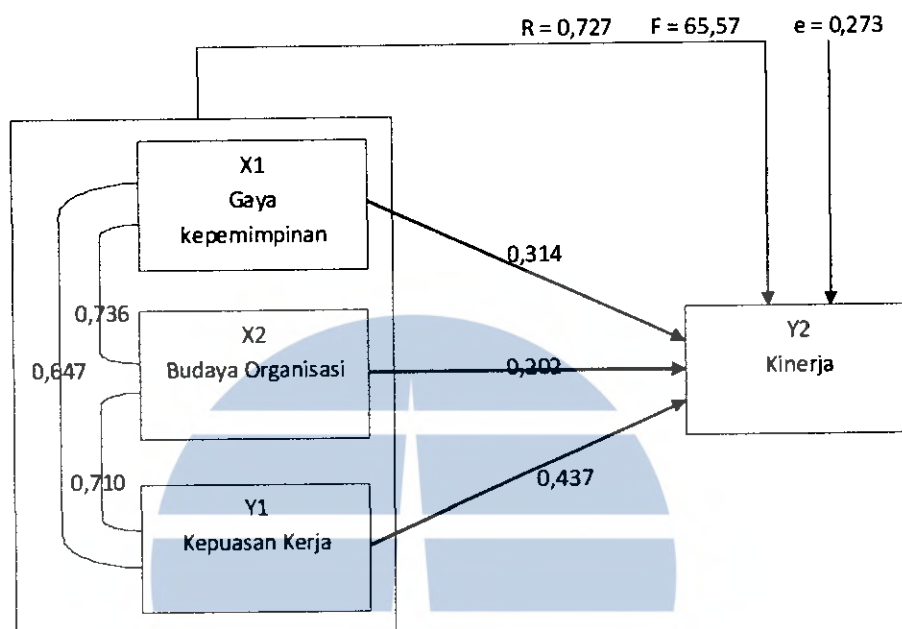 R = 0,727 F = 65,57 e = 0,273
X1
Gaya
kepemimpinan
0,314
0,736
X2
Budaya Organisasi
0,202
Y2
Kinerja
0,647
0,710
Y1
Kepuasan Kerja
0,437